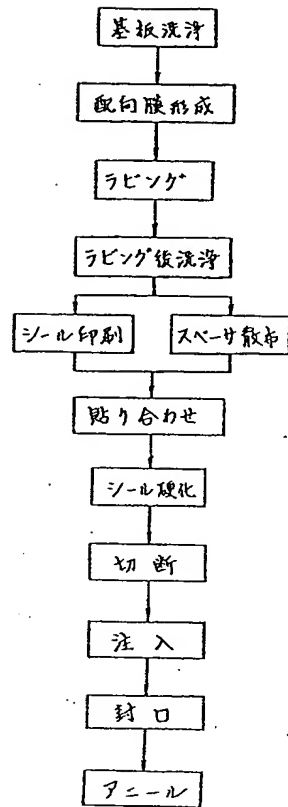 基板洗浄
配向膜形成
ラビング
ラビング後洗浄
シール印刷
スペーサ散布
貼り合わせ
シール硬化
切断
注入
封口
アニール